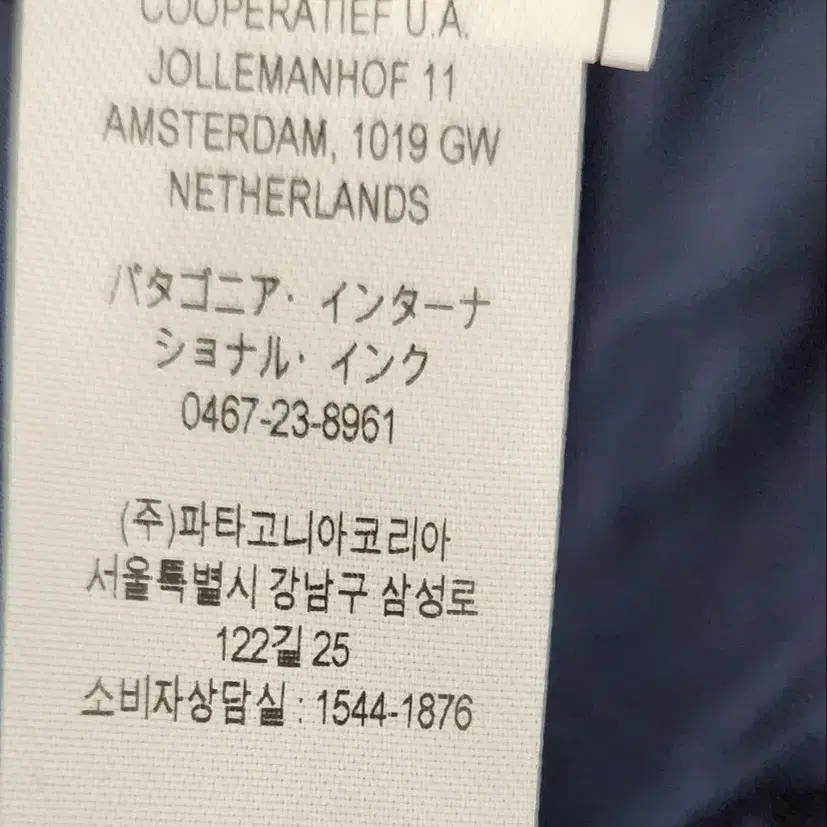 COOPERATIEF U.A.
JOLLEMANHOF 11
AMSTERDAM, 1019 GW
NETHERLANDS
パタゴニア・インターナ
ショナル・インク
0467-23-8961
(주)파타고니아코리아
서울특별시 강남구 삼성로
122길 25
소비자상담실 : 1544-1876